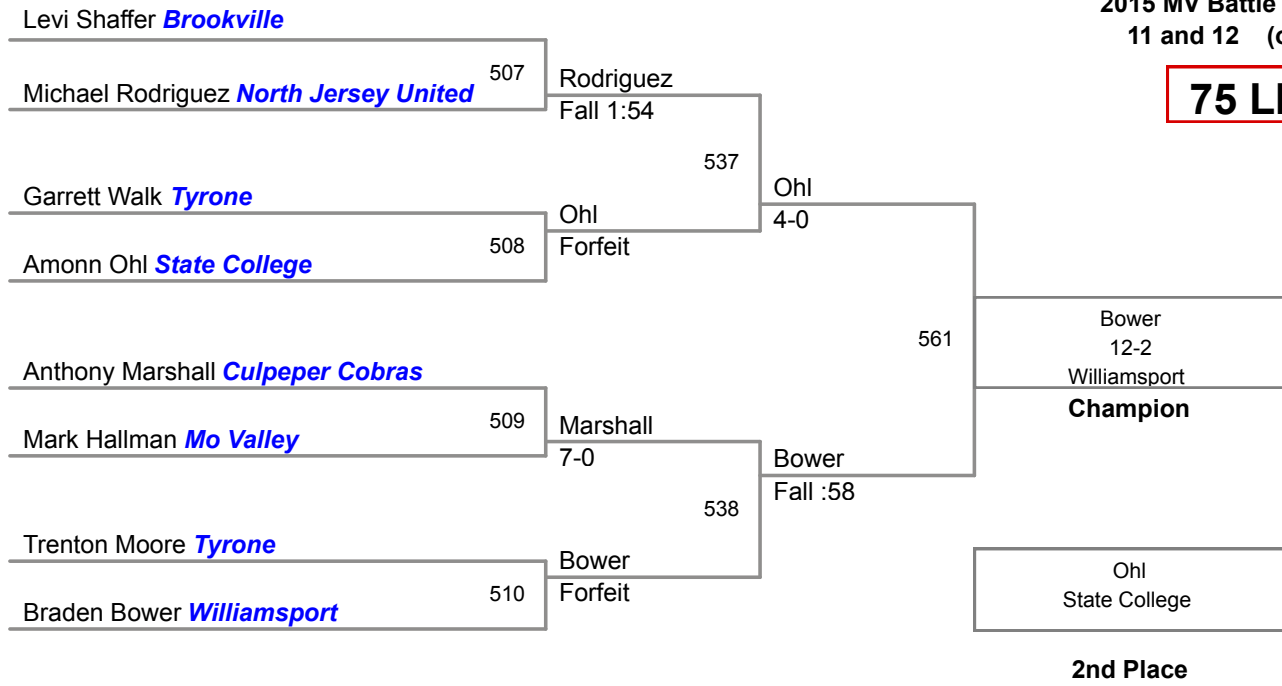 2015 MV Battle
11 and 12
75
Levi Shaffer Brookville
507
Michael Rodriguez North Jersey United
Rodriguez
Fall 1:54
537
Garrett Walk Tyrone
508
Amonn Ohl State College
Ohl
Forfeit
Ohl
4-0
561
Anthony Marshall Culpeper Cobras
509
Mark Hallman Mo Valley
Marshall
7-0
538
Trenton Moore Tyrone
510
Braden Bower Williamsport
Bower
Forfeit
Bower
Fall :58
Bower
12-2
Williamsport
Champion
Ohl
State College
2nd Place